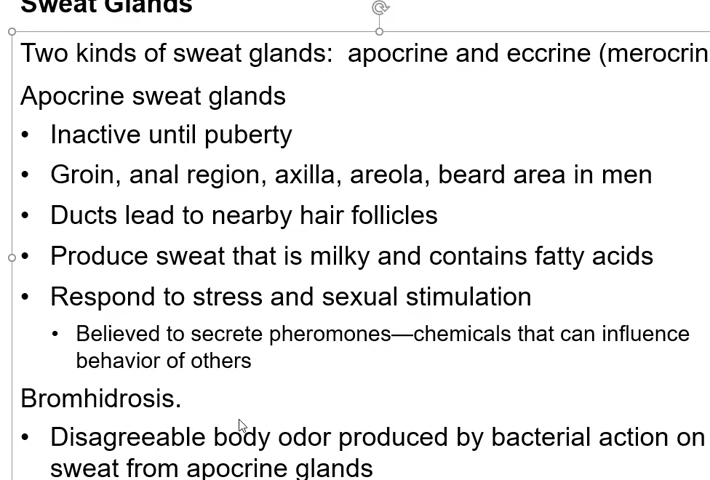 Sweat Glands
Two kinds of sweat glands:  apocrine and eccrine (merocrin
Apocrine sweat glands
• Inactive until puberty
• Groin, anal region, axilla, areola, beard area in men
• Ducts lead to nearby hair follicles
• Produce sweat that is milky and contains fatty acids
• Respond to stress and sexual stimulation
• Believed to secrete pheromones—chemicals that can influence
behavior of others
Bromhidrosis.
• Disagreeable body odor produced by bacterial action on
sweat from apocrine glands